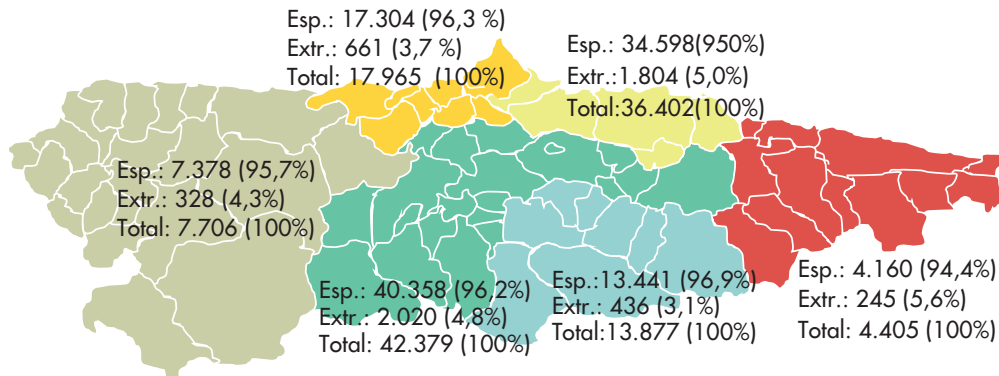 Esp.: 17.304 (96,3 %)
Extr.: 661 (3,7 %)
Total: 17.965 (100%)
Esp.: 34.598(950%)
Extr.:1.804 (5,0%)
Total:36.402(100%)
Esp.: 7.378 (95,7%)
Extr.: 328 (4,3%)
Total: 7.706 (100%)
Esp.: 40.358 (96,2%)
Extr.: 2.020 (4,8%)
Total: 42.379 (100%)
Esp.:13.441 (96,9%)
Extr.: 436 (3,1%)
Total:13.877 (100%)
Esp.: 4.160 (94,4%)
Extr.: 245 (5,6%)
Total: 4.405 (100%)